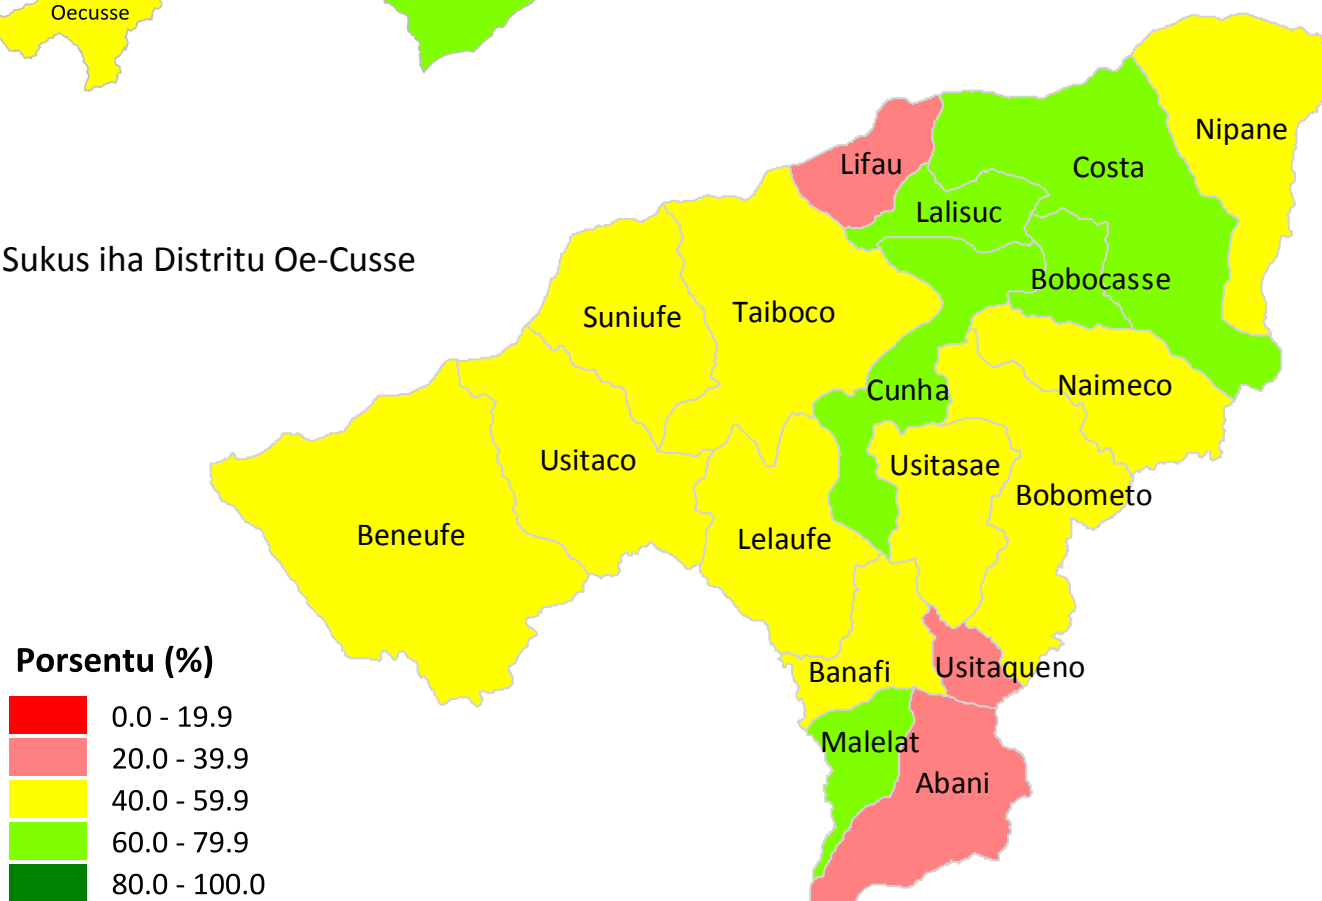 Oecusse
Nipane
Lifau
Costa
Lalisuc
Sukus iha Distritu Oe-Cusse
Bobocasse
Suniufe
Taiboco
Cunha
Naimeco
Usitaco
Usitasae
Bobometo
Beneufe
Lelaufe
Banafi
Usitaqueno
Malelat
Abani
Porsentu (%)
0.0 - 19.9
20.0 - 39.9
40.0 - 59.9
60.0 - 79.9
80.0 - 100.0